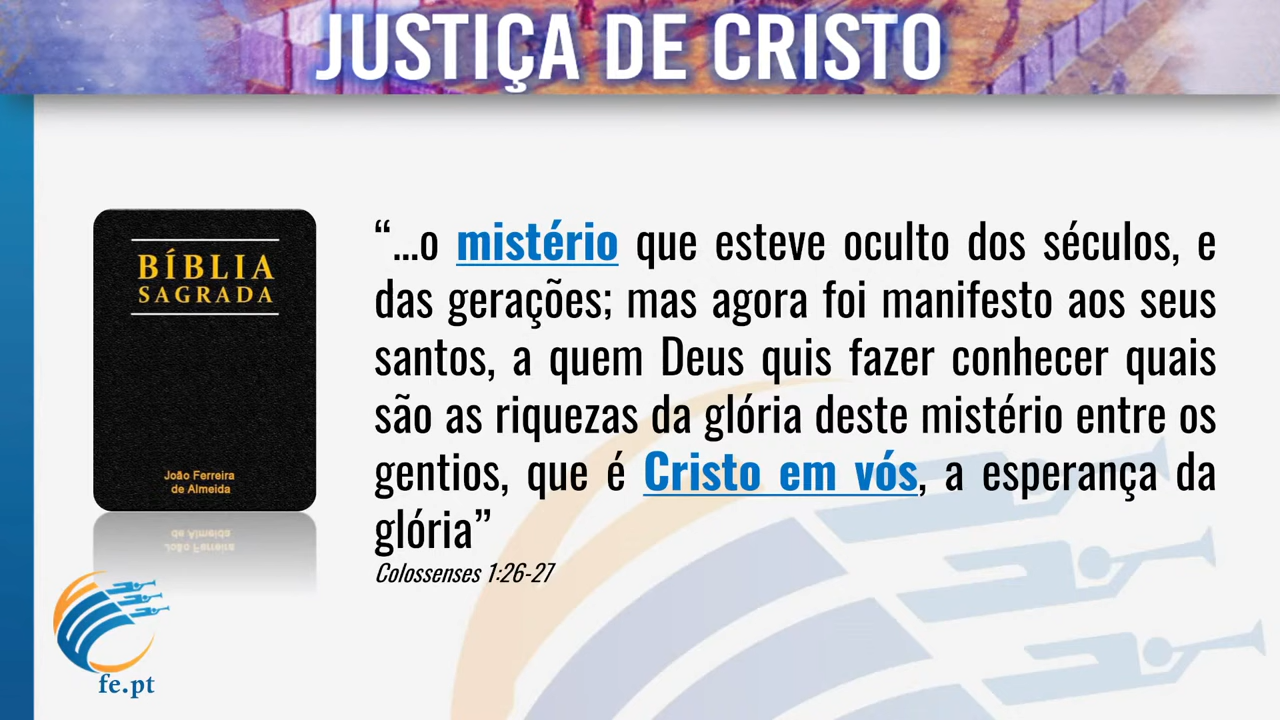 JUSTIÇA DE CRISTO
BÍBLIA
SAGRADA
João Ferreira
de Almeida
“...o mistério que esteve oculto dos séculos, e
das gerações; mas agora foi manifesto aos seus
santos, a quem Deus quis fazer conhecer quais
são as riquezas da glória deste mistério entre os
gentios, que é Cristo em vós, a esperança da
glória”
Colossenses 1:26-27
fe.pt